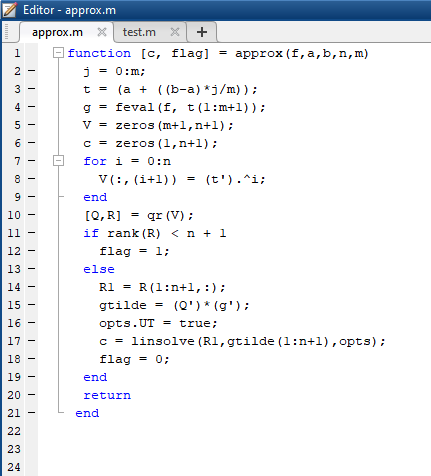 Editor - approx.m
approx.m × test.m × +
1 function [c, flag] = approx(f,a,b,n,m)
2 – j = 0:m;
3 – t = (a + ((b-a)*j/m));
4 – g = feval(f, t(1:m+1));
5 – V = zeros(m+1,n+1);
6 – c = zeros(1,n+1);
7 – for i = 0:n
8 – V(:,(i+1)) = (t').^i;
9 – end
10 – [Q,R] = qr(V);
11 – if rank(R) < n + 1
12 – flag = 1;
13 – else
14 – R1 = R(1:n+1,:);
15 – gtilde = (Q')*(g');
16 – opts.UT = true;
17 – c = linsolve(R1,gtilde(1:n+1),opts);
18 – flag = 0;
19 – end
20 – return
21 – end
22
23
24